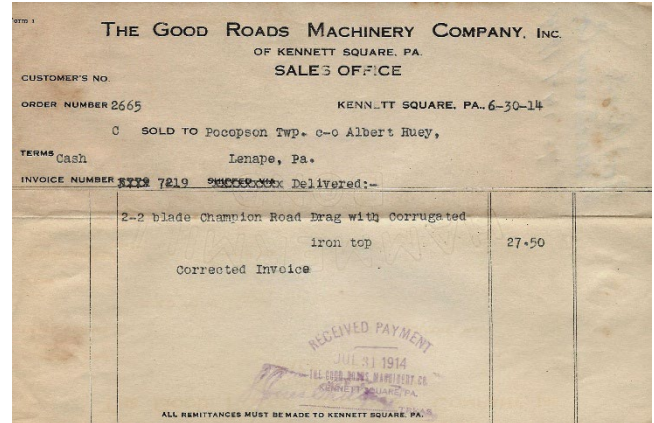 THE GOOD ROADS MACHINERY COMPANY, INC.
OF KENNETT SQUARE, PA.
SALES OFFICE
CUSTOMER'S NO.
ORDER NUMBER 2665 KENNETT SQUARE, PA., 6-30-14
C SOLD TO Pocopson Twp. c-o Albert Huey,
TERMS Cash Lenape, Pa.
INVOICE NUMBER 7219 SHIPPED VIA Delivered:-
2-2 blade Champion Road Drag with Corrugated
iron top 27.50
Corrected Invoice
RECEIVED PAYMENT
JUL 31 1914
THE GOOD ROADS MACHINERY CO.
KENNETT SQUARE, PA.
ALL REMITTANCES MUST BE MADE TO KENNETT SQUARE, PA.